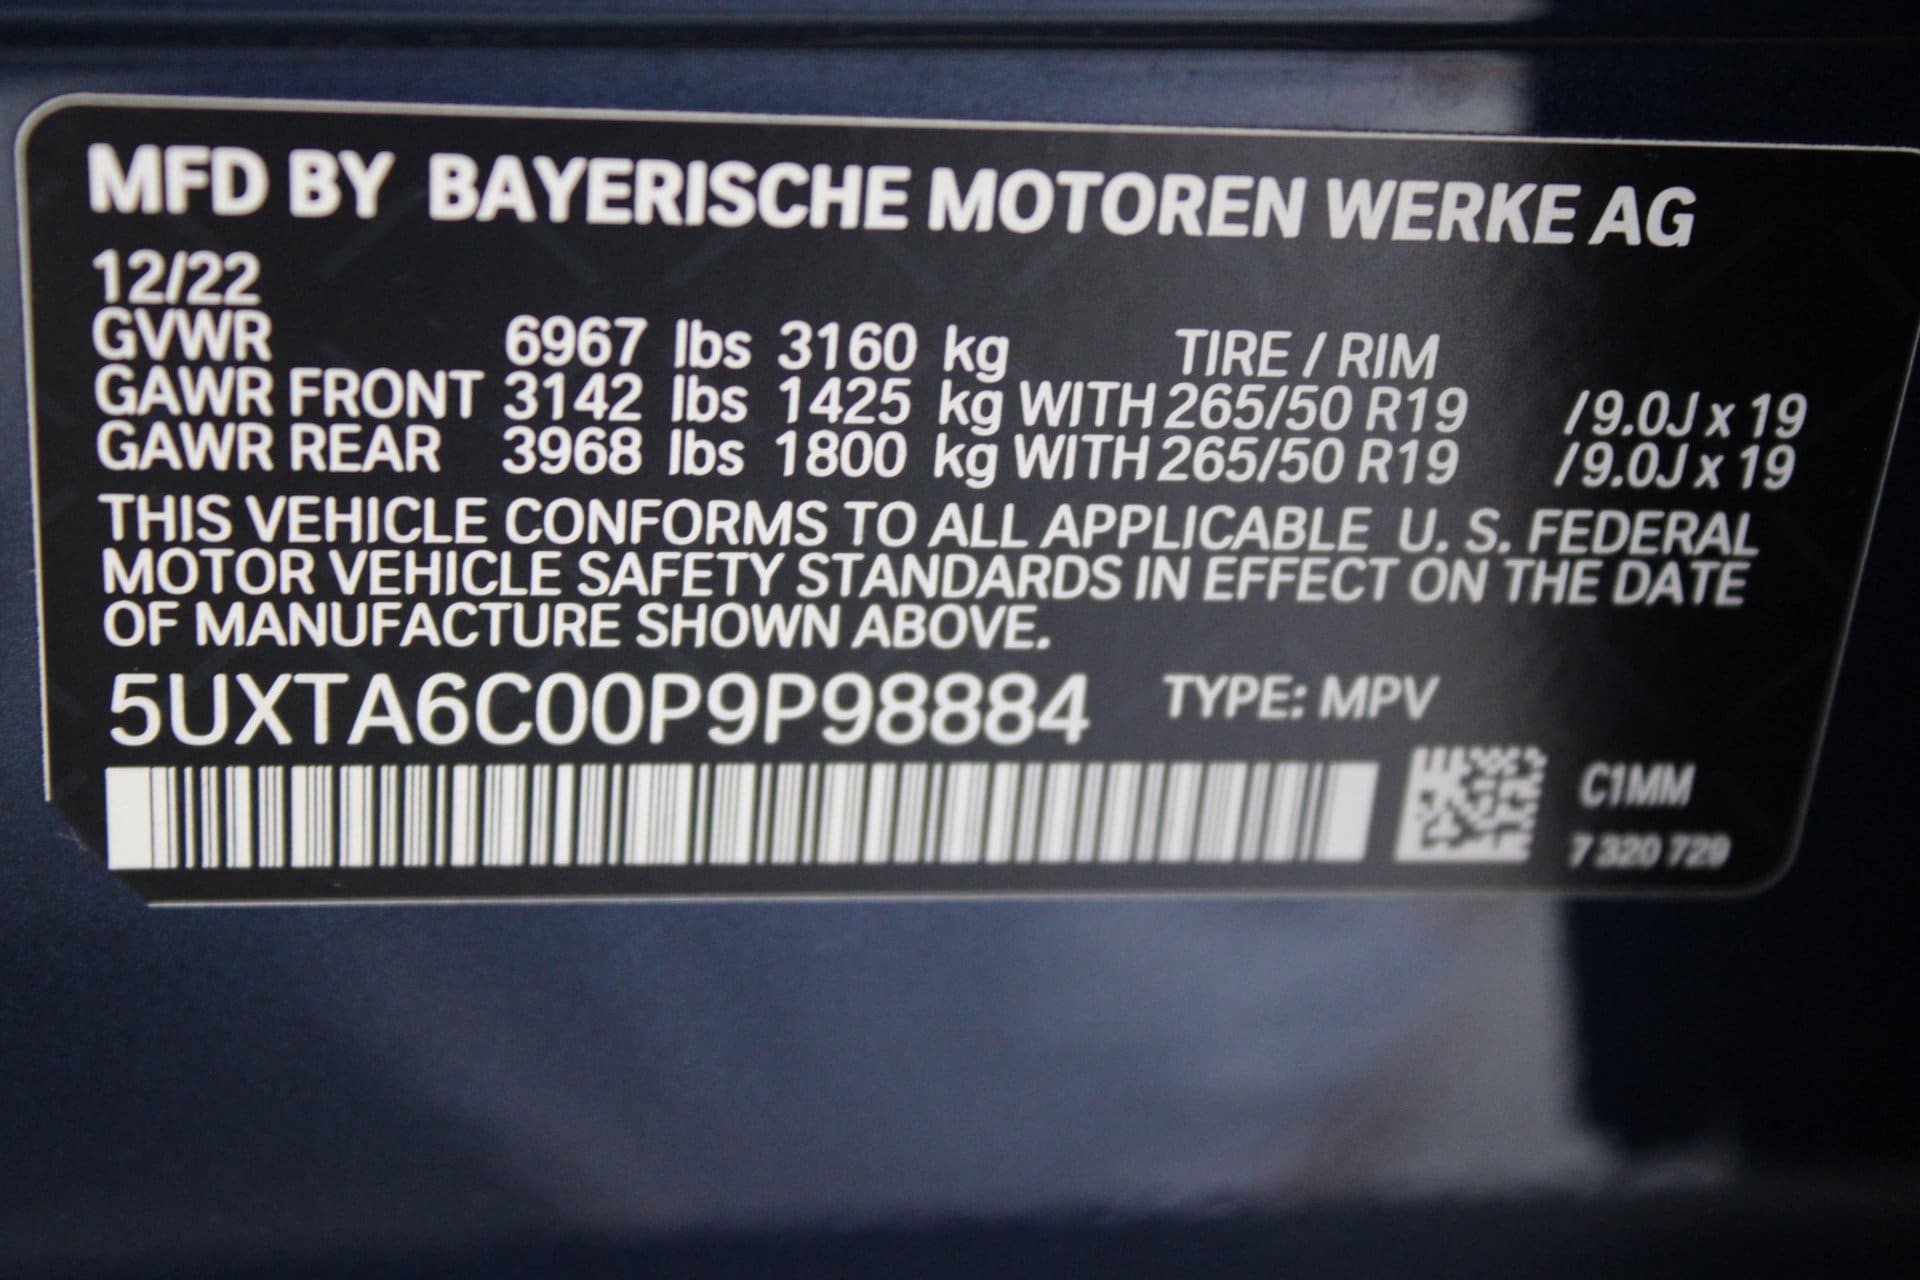 MFD BY BAYERISCHE MOTOREN WERKE AG
12/22
GVWR 6967 lbs 3160 kg TIRE / RIM
GAWR FRONT 3142 lbs 1425 kg WITH 265/50 R19 /9.0J x 19
GAWR REAR 3968 lbs 1800 kg WITH 265/50 R19 /9.0J x 19
THIS VEHICLE CONFORMS TO ALL APPLICABLE U. S. FEDERAL
MOTOR VEHICLE SAFETY STANDARDS IN EFFECT ON THE DATE
OF MANUFACTURE SHOWN ABOVE.
5UXTA6C00P9P98884 TYPE: MPV
C1MM
7 320 729